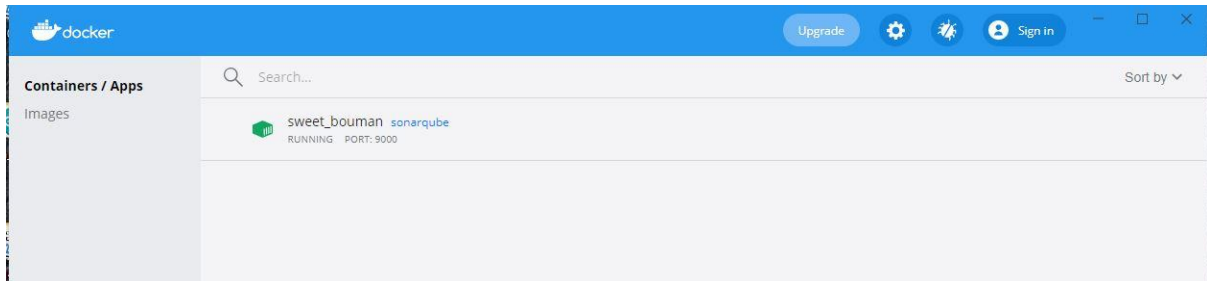 docker
Upgrade
Sign in
Containers / Apps
Images
Search...
Sort by
sweet_bouman sonarqube
RUNNING PORT: 9000